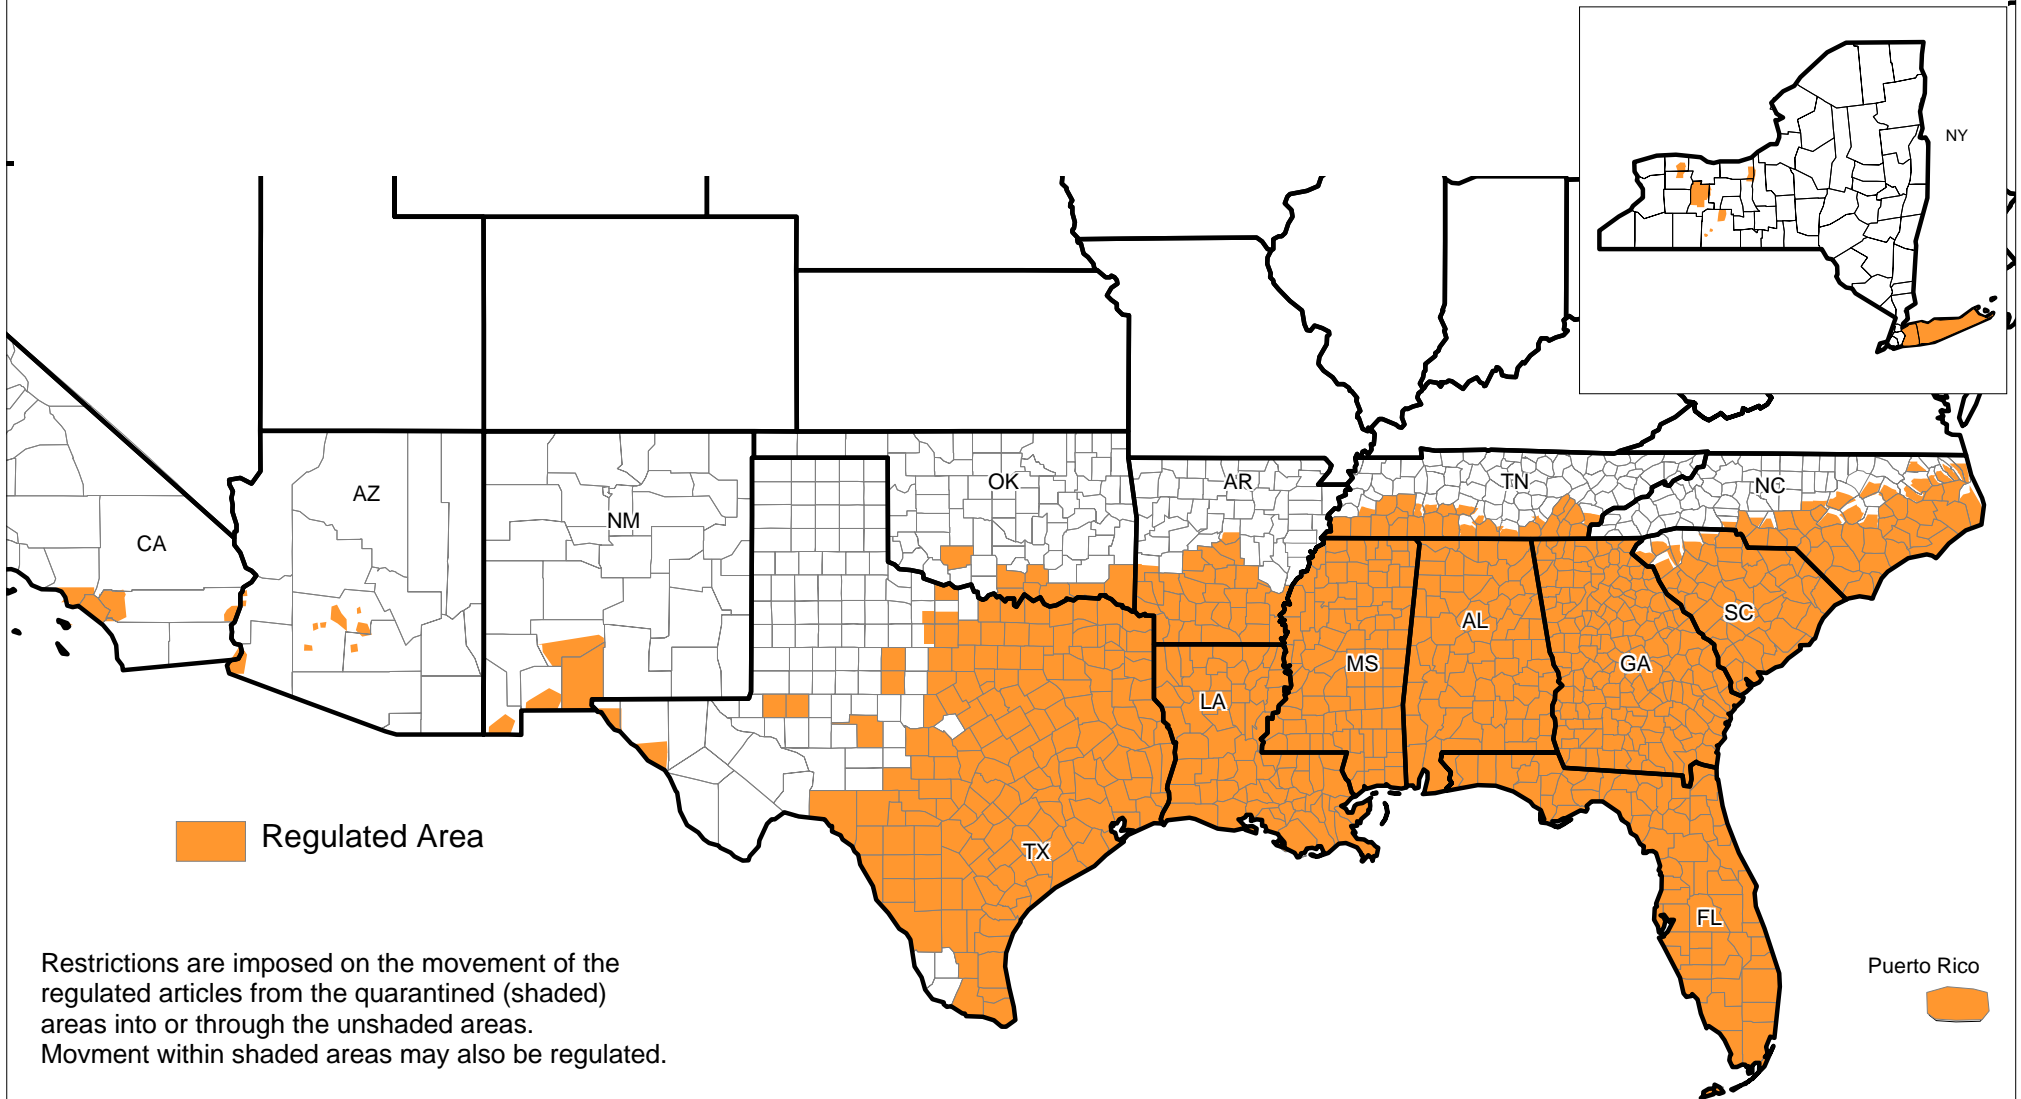 NY
AZ
NM
OK
AR
TN
NC
CA
SC
AL
MS
GA
LA
TX
FL
Regulated Area
Restrictions are imposed on the movement of the
regulated articles from the quarantined (shaded)
areas into or through the unshaded areas.
Movment within shaded areas may also be regulated.
Puerto Rico